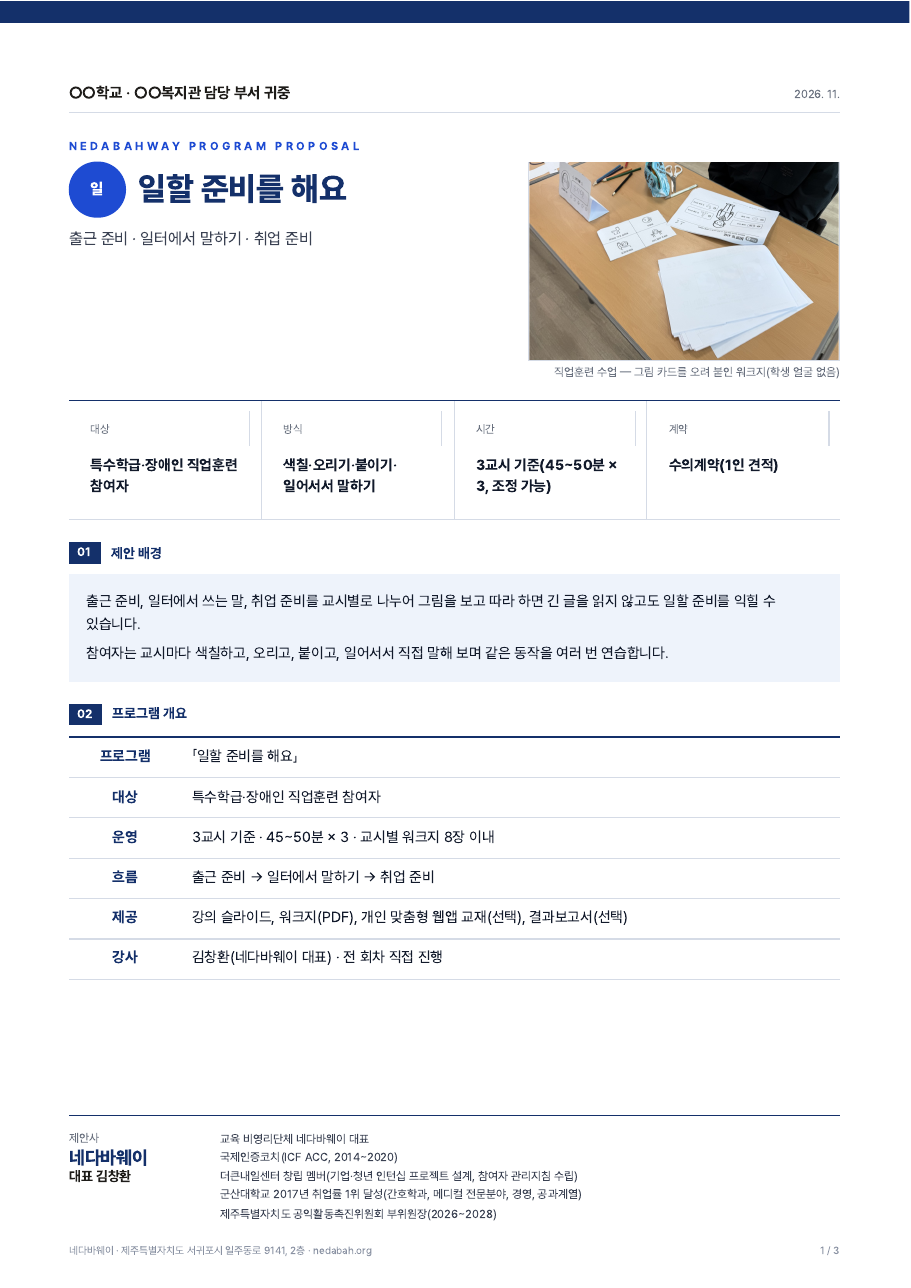 ○○학교 · ○○복지관 담당 부서 귀중
2026. 11.
NEDABAHWAY PROGRAM PROPOSAL
일
일할 준비를 해요
출근 준비 · 일터에서 말하기 · 취업 준비
직업훈련 수업 — 그림 카드를 오려 붙인 워크지(학생 얼굴 없음)
대상
특수학급·장애인 직업훈련
참여자
방식
색칠·오리기·붙이기·
일어서서 말하기
시간
3교시 기준(45~50분 ×
3, 조정 가능)
계약
수의계약(1인 견적)
01 제안 배경
출근 준비, 일터에서 쓰는 말, 취업 준비를 교시별로 나누어 그림을 보고 따라 하면 긴 글을 읽지 않고도 일할 준비를 익힐 수
있습니다.
참여자는 교시마다 색칠하고, 오리고, 붙이고, 일어서서 직접 말해 보며 같은 동작을 여러 번 연습합니다.
02 프로그램 개요
프로그램 「일할 준비를 해요」
대상 특수학급·장애인 직업훈련 참여자
운영 3교시 기준 · 45~50분 × 3 · 교시별 워크지 8장 이내
흐름 출근 준비 → 일터에서 말하기 → 취업 준비
제공 강의 슬라이드, 워크지(PDF), 개인 맞춤형 웹앱 교재(선택), 결과보고서(선택)
강사 김창환(네다바웨이 대표) · 전 회차 직접 진행
제안사
네다바웨이
대표 김창환
교육 비영리단체 네다바웨이 대표
국제인증코치(ICF ACC, 2014~2020)
더큰내일센터 창립 멤버(기업·청년 인턴십 프로젝트 설계, 참여자 관리지침 수립)
군산대학교 2017년 취업률 1위 달성(간호학과, 메디컬 전문분야, 경영, 공과계열)
제주특별자치도 공익활동촉진위원회 부위원장(2026~2028)
네다바웨이 · 제주특별자치도 서귀포시 일주동로 9141, 2층 · nedabah.org
1 / 3